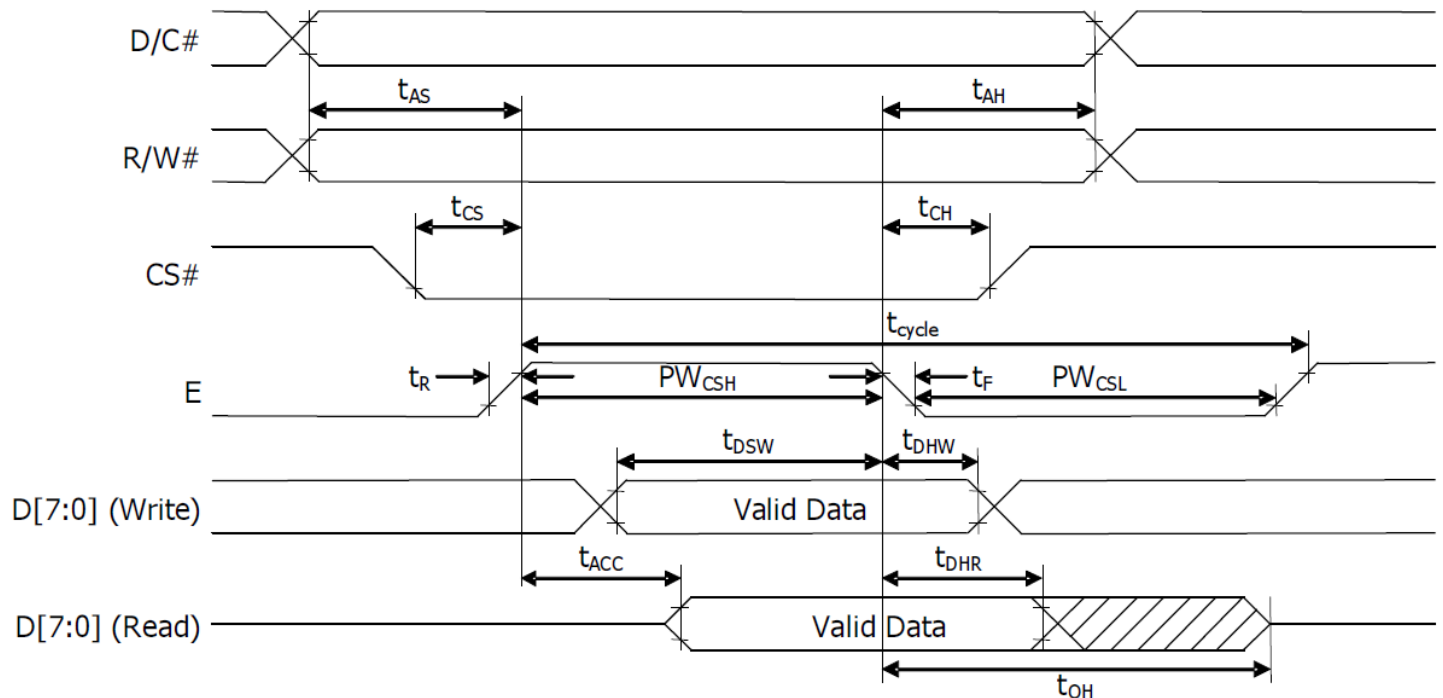 D/C#
tAS
tAH
R/W#
tCS
tCH
CS#
tcycle
E
tR
PWCSH
tF
PWCSL
tDSW
tDHW
D[7:0] (Write)
Valid Data
tACC
tDHR
D[7:0] (Read)
Valid Data
tOH